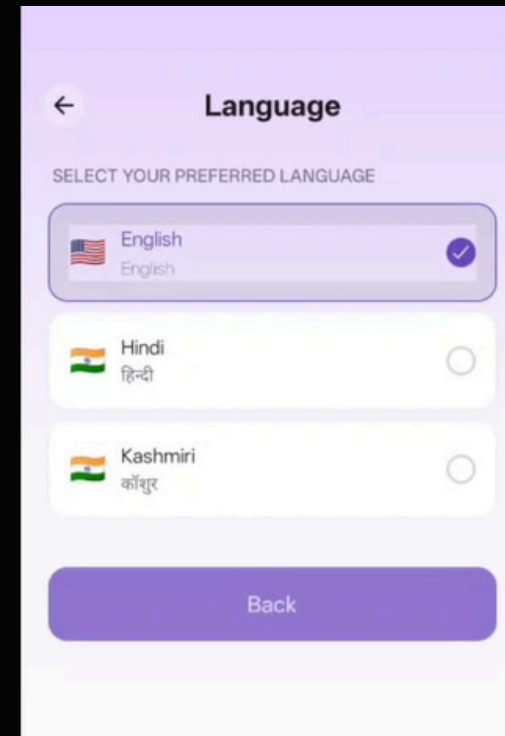 Language
SELECT YOUR PREFERRED LANGUAGE
English
English
Hindi
हिन्दी
Kashmiri
कॉशुर
Back